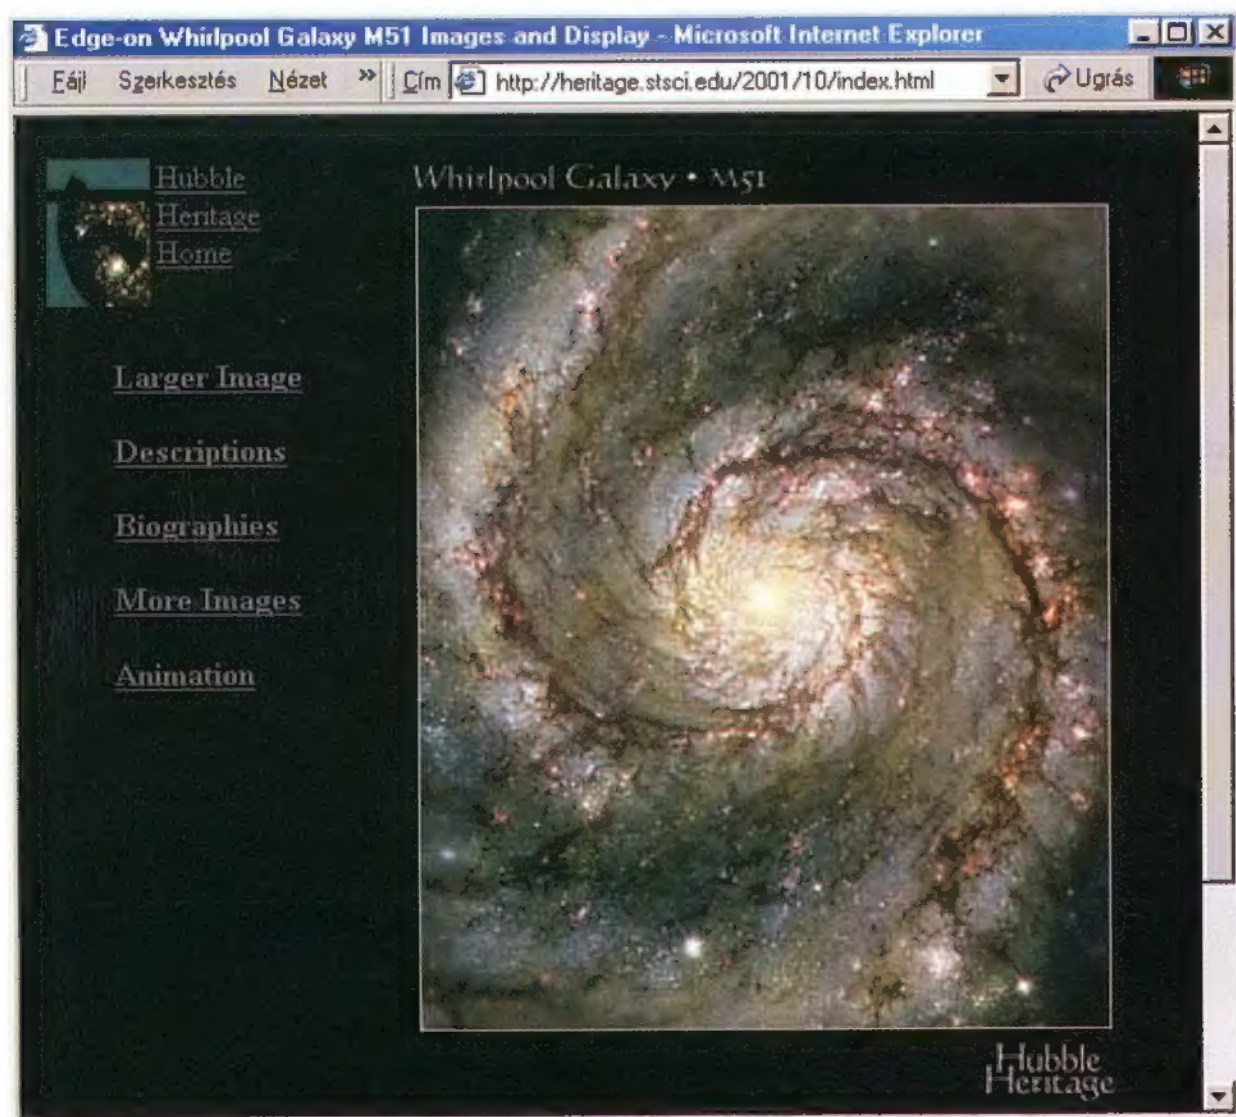 Edge-on Whirlpool Galaxy M51 Images and Display - Microsoft Internet Explorer
Fájl Szerkesztés Nézet » Cím http://heritage.stsci.edu/2001/10/index.html Ugrás
Hubble
Heritage
Home
Whirlpool Galaxy • M51
Larger Image
Descriptions
Biographies
More Images
Animation
Hubble
Heritage